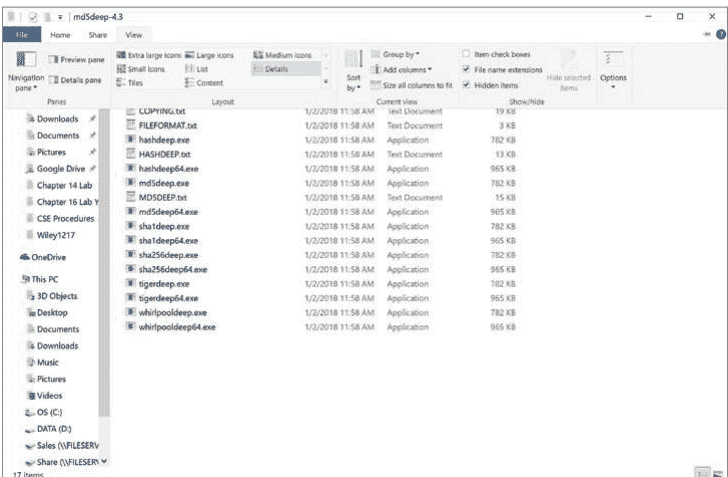 md5deep-4.3
File Home Share View
Preview pane
Navigation pane
Details pane
Panes
Extra large icons Large icons Medium icons
Small icons List Details
Tiles Content
Layout
Sort by
Group by
Add columns
Size all columns to fit
Current view
Item check boxes
File name extensions
Hidden items
Hide selected items
Show/hide
Options
Downloads
Documents
Pictures
Google Drive
Chapter 14 Lab
Chapter 16 Lab Y
CSE Procedures
Wiley1217
OneDrive
This PC
3D Objects
Desktop
Documents
Downloads
Music
Pictures
Videos
OS (C:)
DATA (D:)
Sales (\\FILESERV
Share (\\FILESERV
COPYING.txt 1/2/2018 11:58 AM Text Document 19 KB
FILEFORMAT.txt 1/2/2018 11:58 AM Text Document 3 KB
hashdeep.exe 1/2/2018 11:58 AM Application 782 KB
HASHDEEP.txt 1/2/2018 11:58 AM Text Document 13 KB
hashdeep64.exe 1/2/2018 11:58 AM Application 965 KB
md5deep.exe 1/2/2018 11:58 AM Application 782 KB
MD5DEEP.txt 1/2/2018 11:58 AM Text Document 15 KB
md5deep64.exe 1/2/2018 11:58 AM Application 965 KB
sha1deep.exe 1/2/2018 11:58 AM Application 782 KB
sha1deep64.exe 1/2/2018 11:58 AM Application 965 KB
sha256deep.exe 1/2/2018 11:58 AM Application 782 KB
sha256deep64.exe 1/2/2018 11:58 AM Application 965 KB
tigerdeep.exe 1/2/2018 11:58 AM Application 782 KB
tigerdeep64.exe 1/2/2018 11:58 AM Application 965 KB
whirlpooldeep.exe 1/2/2018 11:58 AM Application 782 KB
whirlpooldeep64.exe 1/2/2018 11:58 AM Application 965 KB
17 items